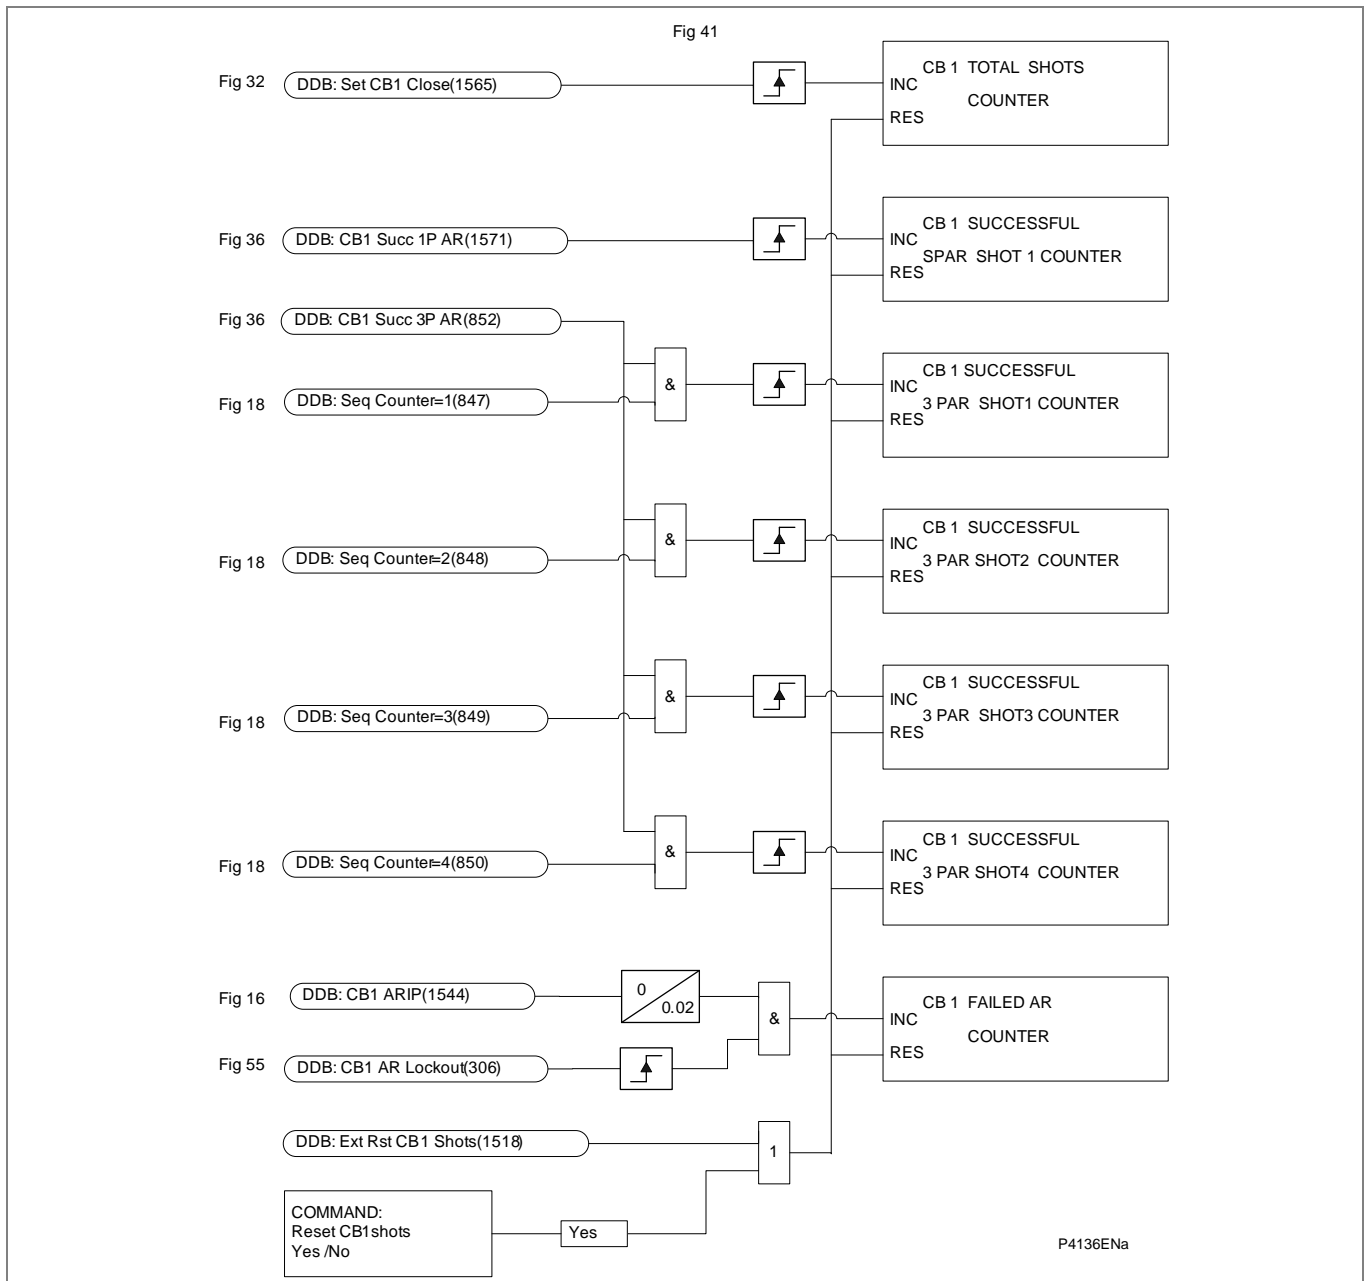 Fig 41
Fig 32
DDB: Set CB1 Close(1565)
INC
RES
CB 1 TOTAL SHOTS
COUNTER
Fig 36
DDB: CB1 Succ 1P AR(1571)
INC
RES
CB 1 SUCCESSFUL
SPAR SHOT 1 COUNTER
Fig 36
DDB: CB1 Succ 3P AR(852)
Fig 18
DDB: Seq Counter=1(847)
&
INC
RES
CB 1 SUCCESSFUL
3 PAR SHOT1 COUNTER
Fig 18
DDB: Seq Counter=2(848)
&
INC
RES
CB 1 SUCCESSFUL
3 PAR SHOT2 COUNTER
Fig 18
DDB: Seq Counter=3(849)
&
INC
RES
CB 1 SUCCESSFUL
3 PAR SHOT3 COUNTER
Fig 18
DDB: Seq Counter=4(850)
&
INC
RES
CB 1 SUCCESSFUL
3 PAR SHOT4 COUNTER
Fig 16
DDB: CB1 ARIP(1544)
0
0.02
&
INC
RES
CB 1 FAILED AR
COUNTER
Fig 55
DDB: CB1 AR Lockout(306)
DDB: Ext Rst CB1 Shots(1518)
1
COMMAND:
Reset CB1shots
Yes /No
Yes
P4136ENa